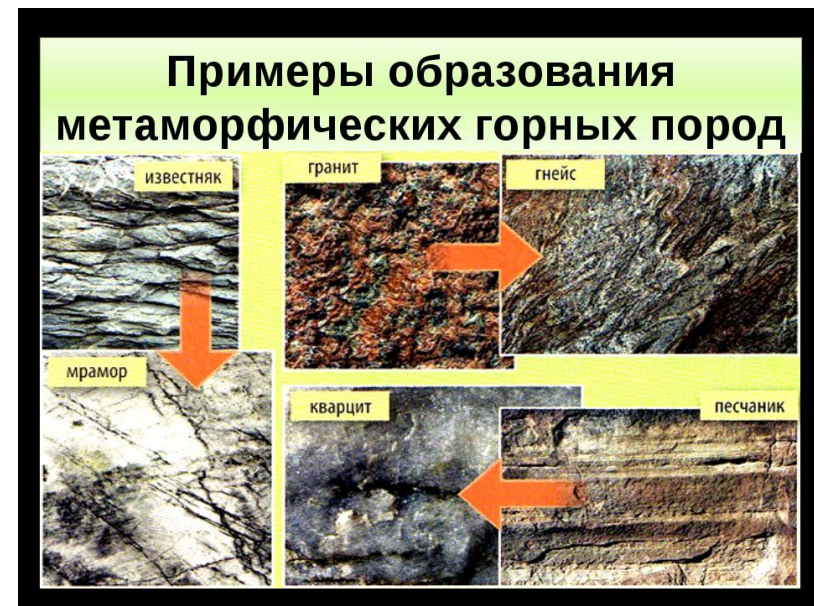 Примеры образования
метаморфических горных пород
известняк
гранит
гнейс
мрамор
кварцит
песчаник